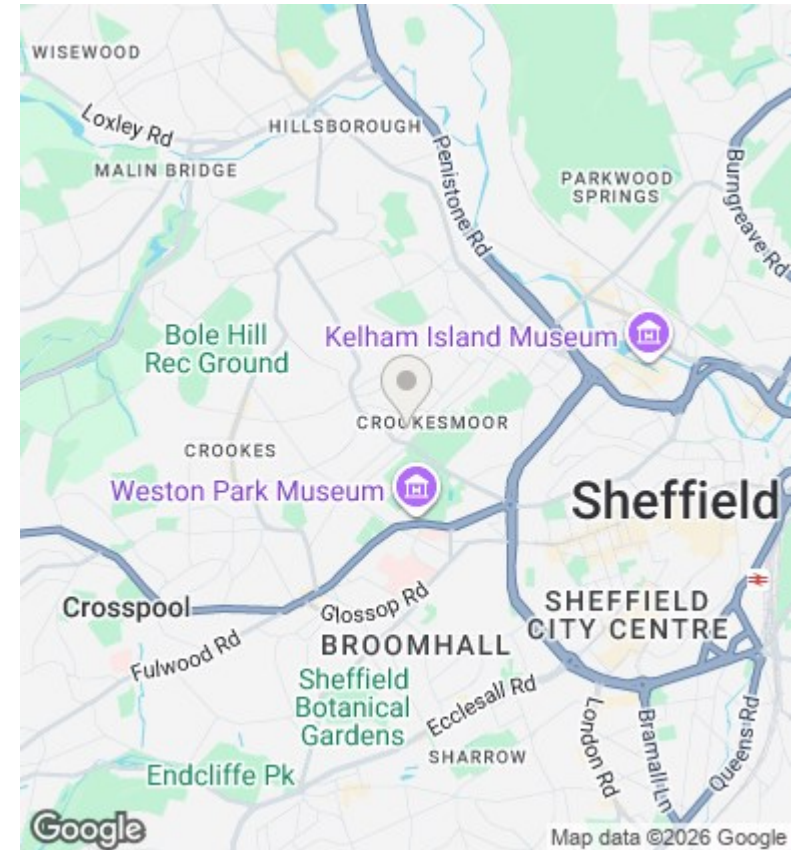 WISEWOOD
Loxley Rd
HILLSBOROUGH
MALIN BRIDGE
Penistone Rd
PARKWOOD
SPRINGS
Burngreave Rd
Bole Hill
Rec Ground
Kelham Island Museum
CROOKESMOOR
CROOKES
Weston Park Museum
Sheffield
Crosspool
Glossop Rd
SHEFFIELD
CITY CENTRE
Fulwood Rd
BROOMHALL
Sheffield
Botanical
Gardens
Ecclesall Rd
London Rd
Bramall Ln
Queens Rd
SHARROW
Endcliffe Pk
Google
Map data ©2026 Google